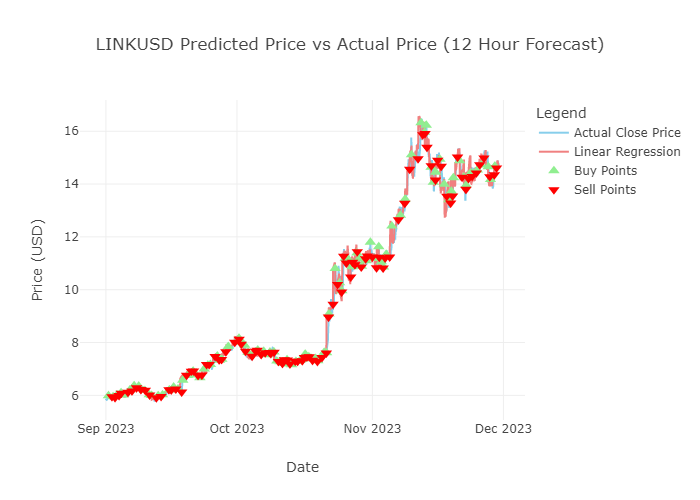 LINKUSD Predicted Price vs Actual Price (12 Hour Forecast)
Legend
Actual Close Price
Linear Regression
Buy Points
Sell Points
Price (USD)
16
14
12
10
8
6
Sep 2023
Oct 2023
Nov 2023
Dec 2023
Date